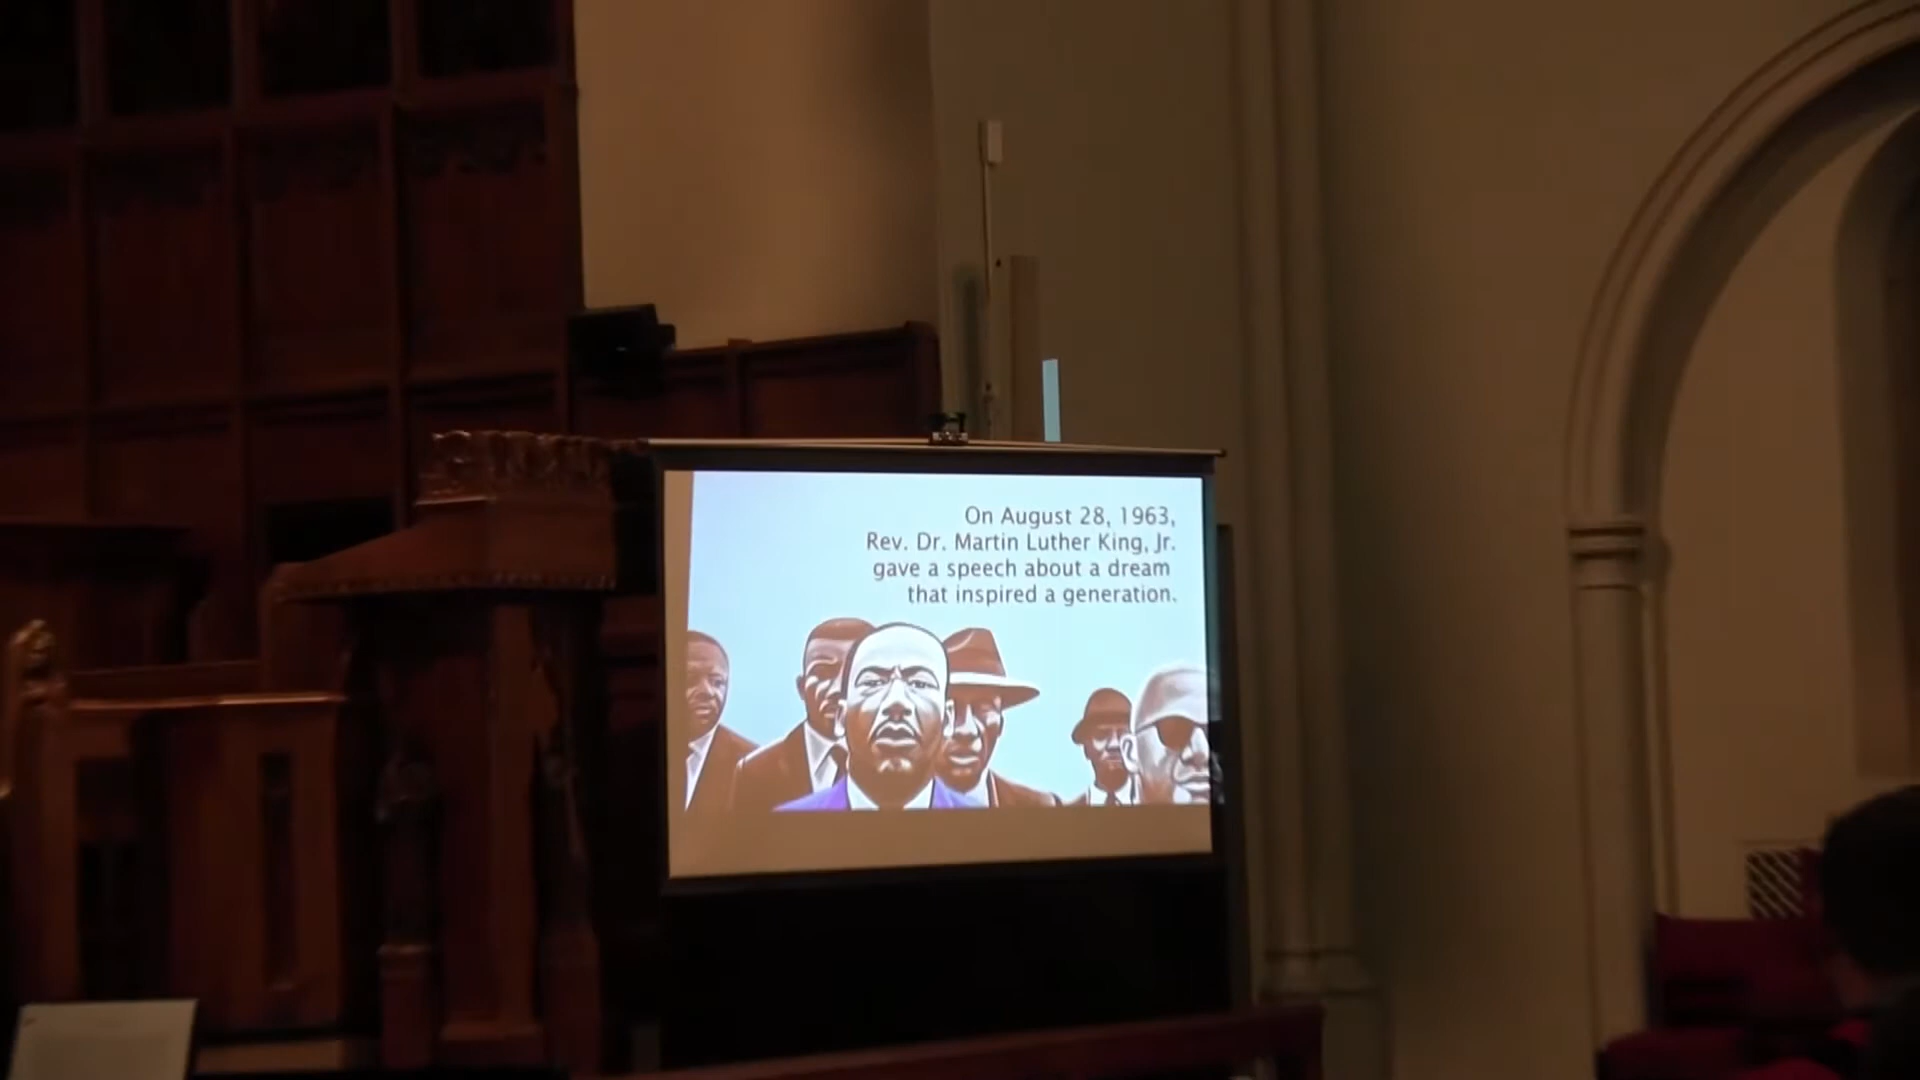 On August 28, 1963,
Rev. Dr. Martin Luther King, Jr.
gave a speech about a dream
that inspired a generation.